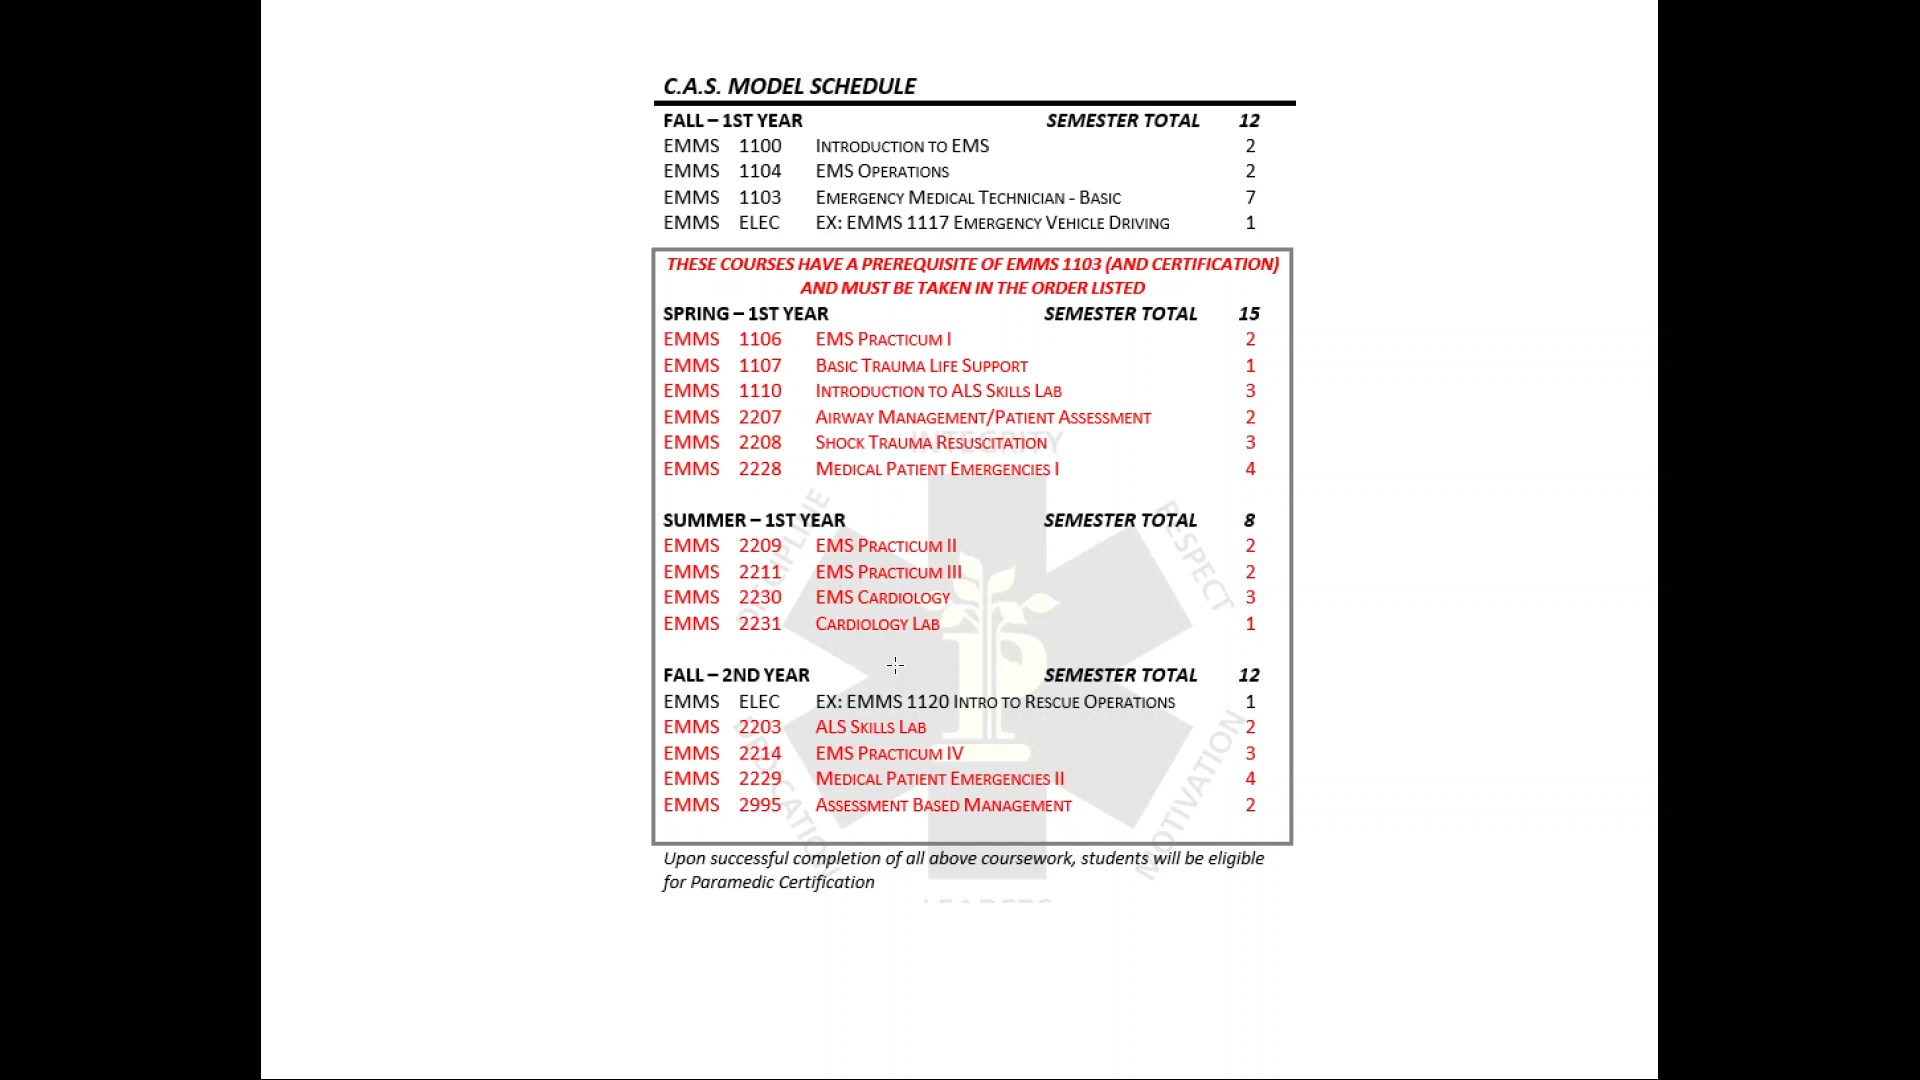 C.A.S. MODEL SCHEDULE
FALL – 1ST YEAR SEMESTER TOTAL 12
EMMS 1100 INTRODUCTION TO EMS 2
EMMS 1104 EMS OPERATIONS 2
EMMS 1103 EMERGENCY MEDICAL TECHNICIAN - BASIC 7
EMMS ELEC EX: EMMS 1117 EMERGENCY VEHICLE DRIVING 1
THESE COURSES HAVE A PREREQUISITE OF EMMS 1103 (AND CERTIFICATION)
AND MUST BE TAKEN IN THE ORDER LISTED
SPRING – 1ST YEAR SEMESTER TOTAL 15
EMMS 1106 EMS PRACTICUM I 2
EMMS 1107 BASIC TRAUMA LIFE SUPPORT 1
EMMS 1110 INTRODUCTION TO ALS SKILLS LAB 3
EMMS 2207 AIRWAY MANAGEMENT/PATIENT ASSESSMENT 2
EMMS 2208 SHOCK TRAUMA RESUSCITATION 3
EMMS 2228 MEDICAL PATIENT EMERGENCIES I 4
SUMMER – 1ST YEAR SEMESTER TOTAL 8
EMMS 2209 EMS PRACTICUM II 2
EMMS 2211 EMS PRACTICUM III 2
EMMS 2230 EMS CARDIOLOGY 3
EMMS 2231 CARDIOLOGY LAB 1
FALL – 2ND YEAR SEMESTER TOTAL 12
EMMS ELEC EX: EMMS 1120 INTRO TO RESCUE OPERATIONS 1
EMMS 2203 ALS SKILLS LAB 2
EMMS 2214 EMS PRACTICUM IV 3
EMMS 2229 MEDICAL PATIENT EMERGENCIES II 4
EMMS 2995 ASSESSMENT BASED MANAGEMENT 2
Upon successful completion of all above coursework, students will be eligible
for Paramedic Certification
INTEGRITY
DISCIPLINE
RESPECT
EDUCATION
MOTIVATION
LEADERS
P